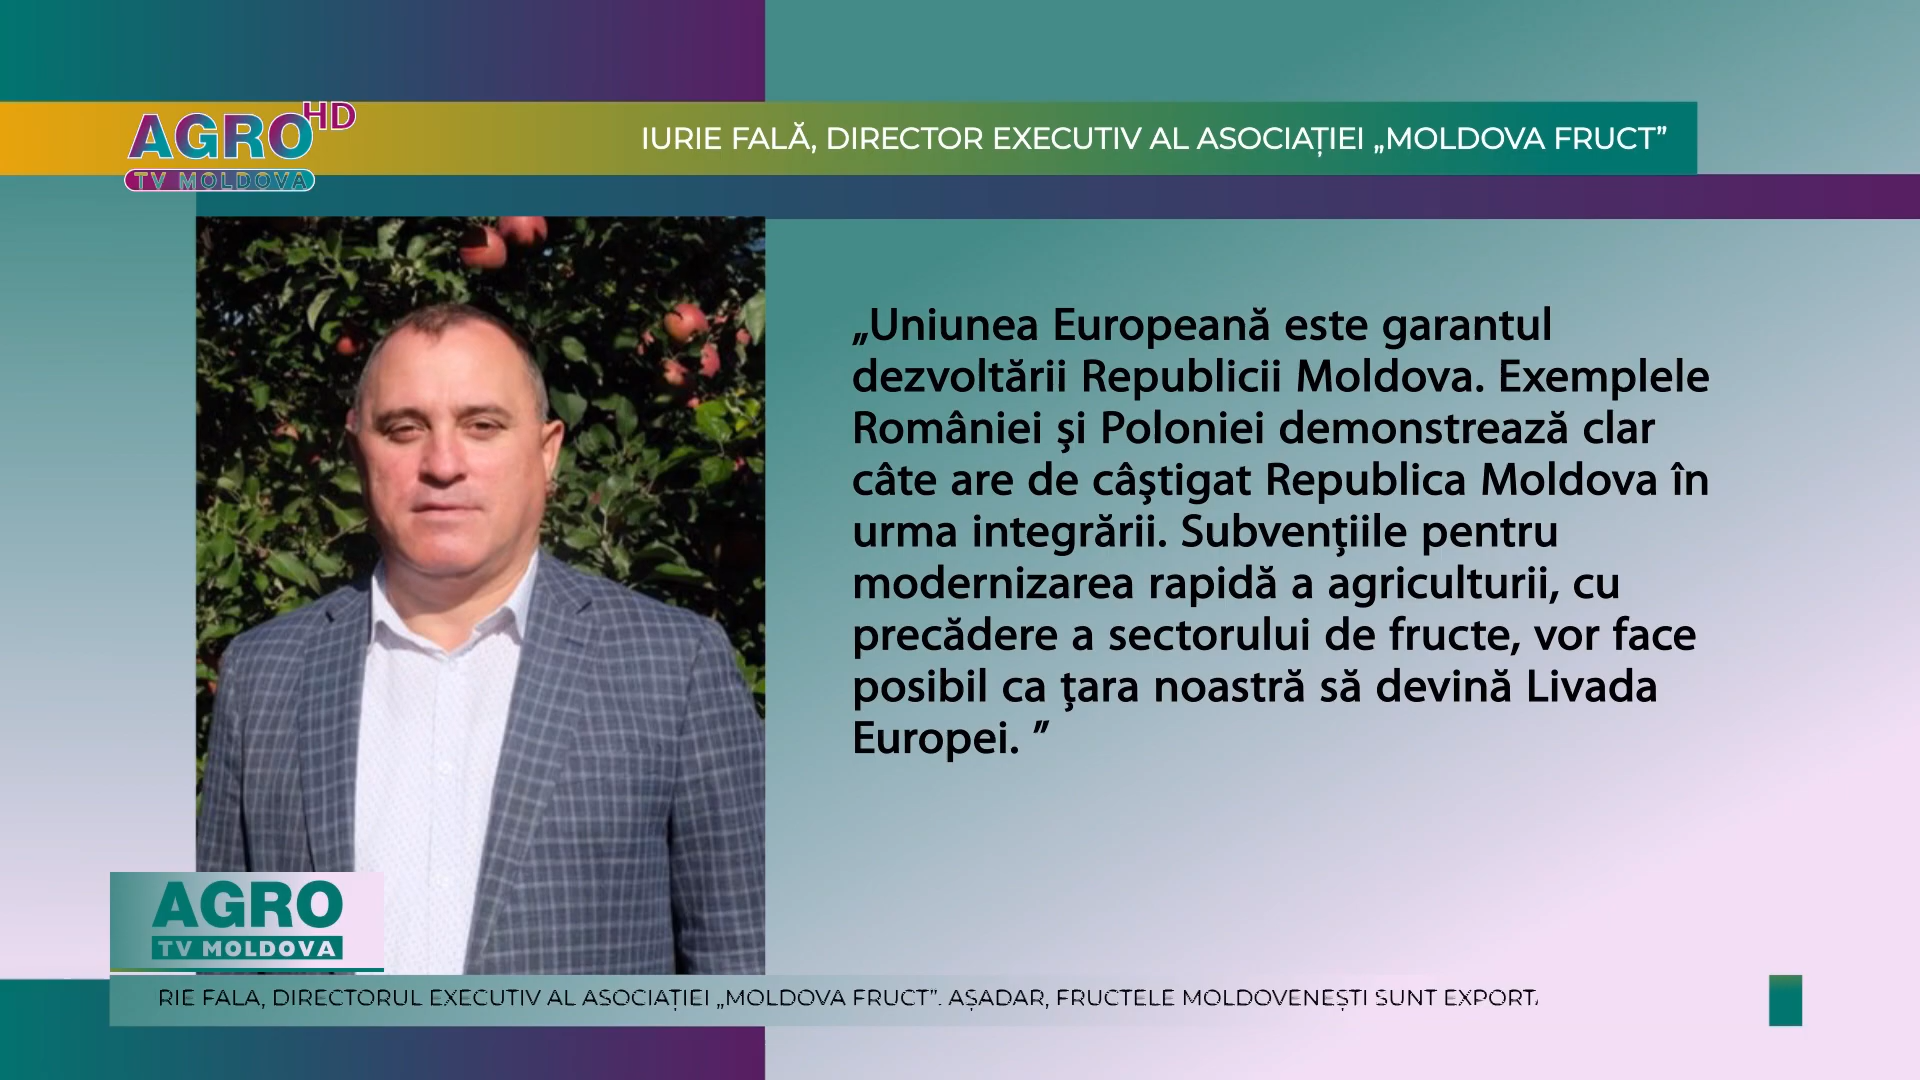 AGRO HD
TV MOLDOVA
IURIE FALĂ, DIRECTOR EXECUTIV AL ASOCIAȚIEI „MOLDOVA FRUCT”
„Uniunea Europeană este garantul
dezvoltării Republicii Moldova. Exemplele
României şi Poloniei demonstrează clar
câte are de câştigat Republica Moldova în
urma integrării. Subvenţiile pentru
modernizarea rapidă a agriculturii, cu
precădere a sectorului de fructe, vor face
posibil ca ţara noastră să devină Livada
Europei. ”
AGRO
TV MOLDOVA
RIE FALA, DIRECTORUL EXECUTIV AL ASOCIAȚIEI „MOLDOVA FRUCT”. AȘADAR, FRUCTELE MOLDOVENEȘTI SUNT EXPORT